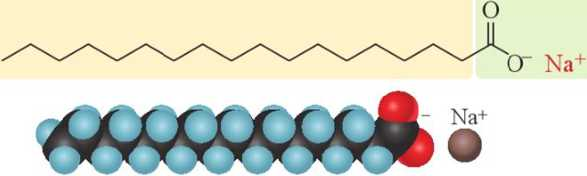 O
O⁻ Na⁺
⁻ Na⁺